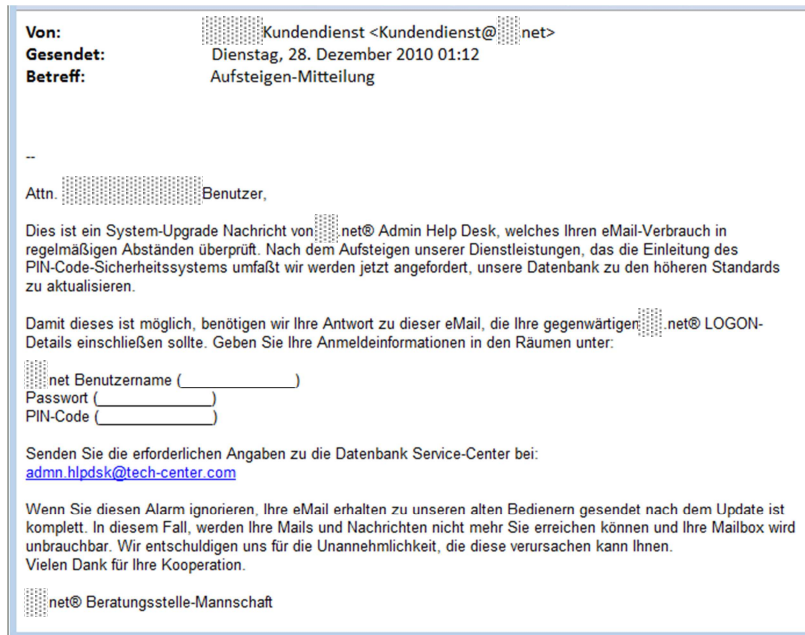 Von: Kundendienst <Kundendienst@ net>
Gesendet: Dienstag, 28. Dezember 2010 01:12
Betreff: Aufsteigen-Mitteilung
--
Attn. Benutzer,
Dies ist ein System-Upgrade Nachricht von .net® Admin Help Desk, welches Ihren eMail-Verbrauch in
regelmäßigen Abständen überprüft. Nach dem Aufsteigen unserer Dienstleistungen, das die Einleitung des
PIN-Code-Sicherheitssystems umfaßt wir werden jetzt angefordert, unsere Datenbank zu den höheren Standards
zu aktualisieren.
Damit dieses ist möglich, benötigen wir Ihre Antwort zu dieser eMail, die Ihre gegenwärtigen .net® LOGON-
Details einschließen sollte. Geben Sie Ihre Anmeldeinformationen in den Räumen unter:
net Benutzername (_______________)
Passwort (_______________)
PIN-Code (_______________)
Senden Sie die erforderlichen Angaben zu die Datenbank Service-Center bei:
admn.hlpdsk@tech-center.com
Wenn Sie diesen Alarm ignorieren, Ihre eMail erhalten zu unseren alten Bedienern gesendet nach dem Update ist
komplett. In diesem Fall, werden Ihre Mails und Nachrichten nicht mehr Sie erreichen können und Ihre Mailbox wird
unbrauchbar. Wir entschuldigen uns für die Unannehmlichkeit, die diese verursachen kann Ihnen.
Vielen Dank für Ihre Kooperation.
net® Beratungsstelle-Mannschaft